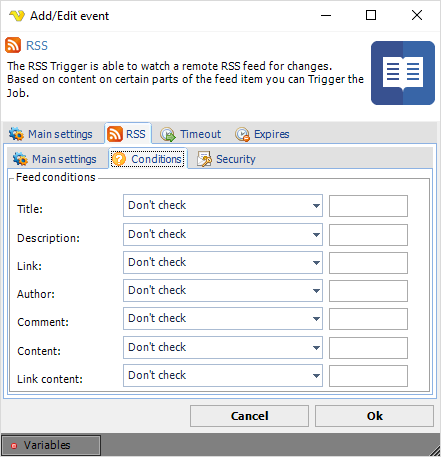 Add/Edit event
RSS
The RSS Trigger is able to watch a remote RSS feed for changes.
Based on content on certain parts of the feed item you can Trigger the
Job.
Main settings RSS Timeout Expires
Main settings Conditions Security
Feed conditions
Title: Don't check
Description: Don't check
Link: Don't check
Author: Don't check
Comment: Don't check
Content: Don't check
Link content: Don't check
Cancel Ok
Variables